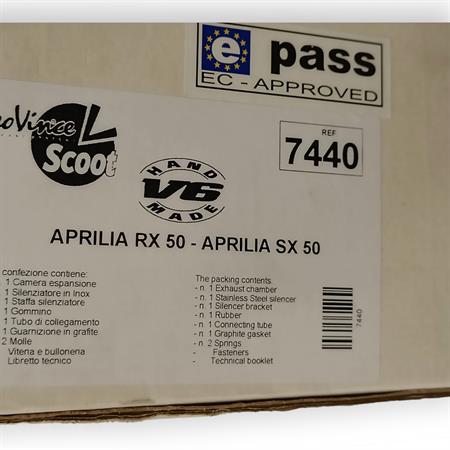 e pass
EC - APPROVED
Scoot
REF
7440
HAND
V6
MADE
APRILIA RX 50 - APRILIA SX 50
confezione contiene:
1 Camera espansione
1 Silenziatore in Inox
1 Staffa silenziatore
1 Gommino
1 Tubo di collegamento
1 Guarnizione in grafite
2 Molle
Viteria e bulloneria
Libretto tecnico
The packing contents:
- n. 1 Exhaust chamber
- n. 1 Stainless Steel silencer
- n. 1 Silencer bracket
- n. 1 Rubber
- n. 1 Connecting tube
- n. 1 Graphite gasket
- n. 2 Springs
- Fasteners
- Technical booklet
7440